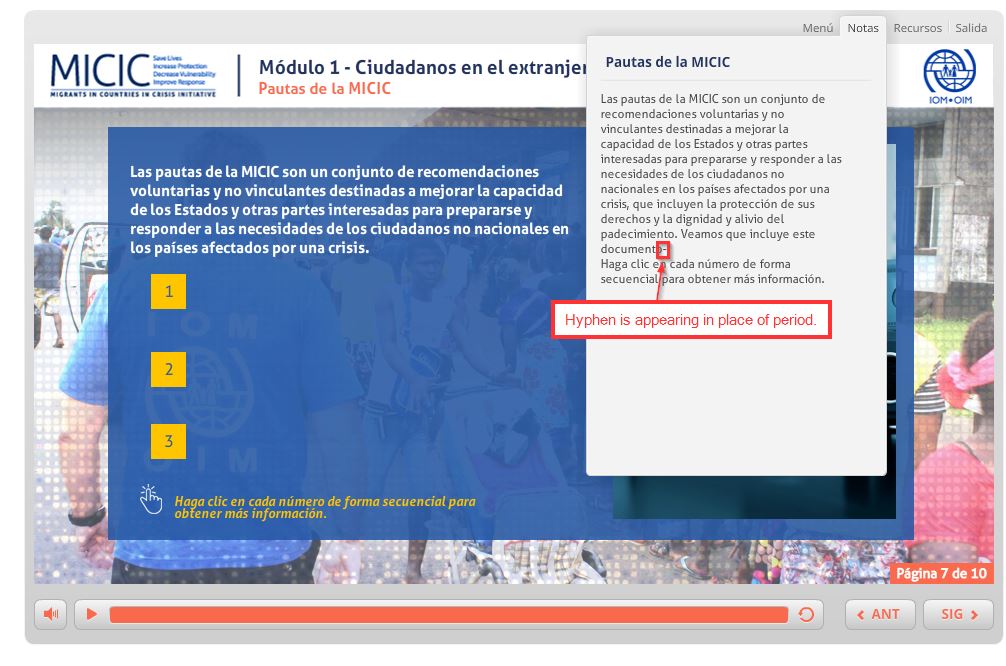 Menú Notas Recursos Salida
MICIC
Save Lives
Increase Protection
Decrease Vulnerability
Improve Response
MIGRANTS IN COUNTRIES IN CRISIS INITIATIVE
Módulo 1 - Ciudadanos en el extranjer
Pautas de la MICIC
IOM•OIM
Pautas de la MICIC
Las pautas de la MICIC son un conjunto de
recomendaciones voluntarias y no
vinculantes destinadas a mejorar la
capacidad de los Estados y otras partes
interesadas para prepararse y responder a las
necesidades de los ciudadanos no
nacionales en los países afectados por una
crisis, que incluyen la protección de sus
derechos y la dignidad y alivio del
padecimiento. Veamos que incluye este
documento-
Haga clic en cada número de forma
secuencial para obtener más información.
Hyphen is appearing in place of period.
Las pautas de la MICIC son un conjunto de recomendaciones
voluntarias y no vinculantes destinadas a mejorar la capacidad
de los Estados y otras partes interesadas para prepararse y
responder a las necesidades de los ciudadanos no nacionales en
los países afectados por una crisis.
1
2
3
IOM
OIM
Haga clic en cada número de forma secuencial para
obtener más información.
Página 7 de 10
ANT
SIG